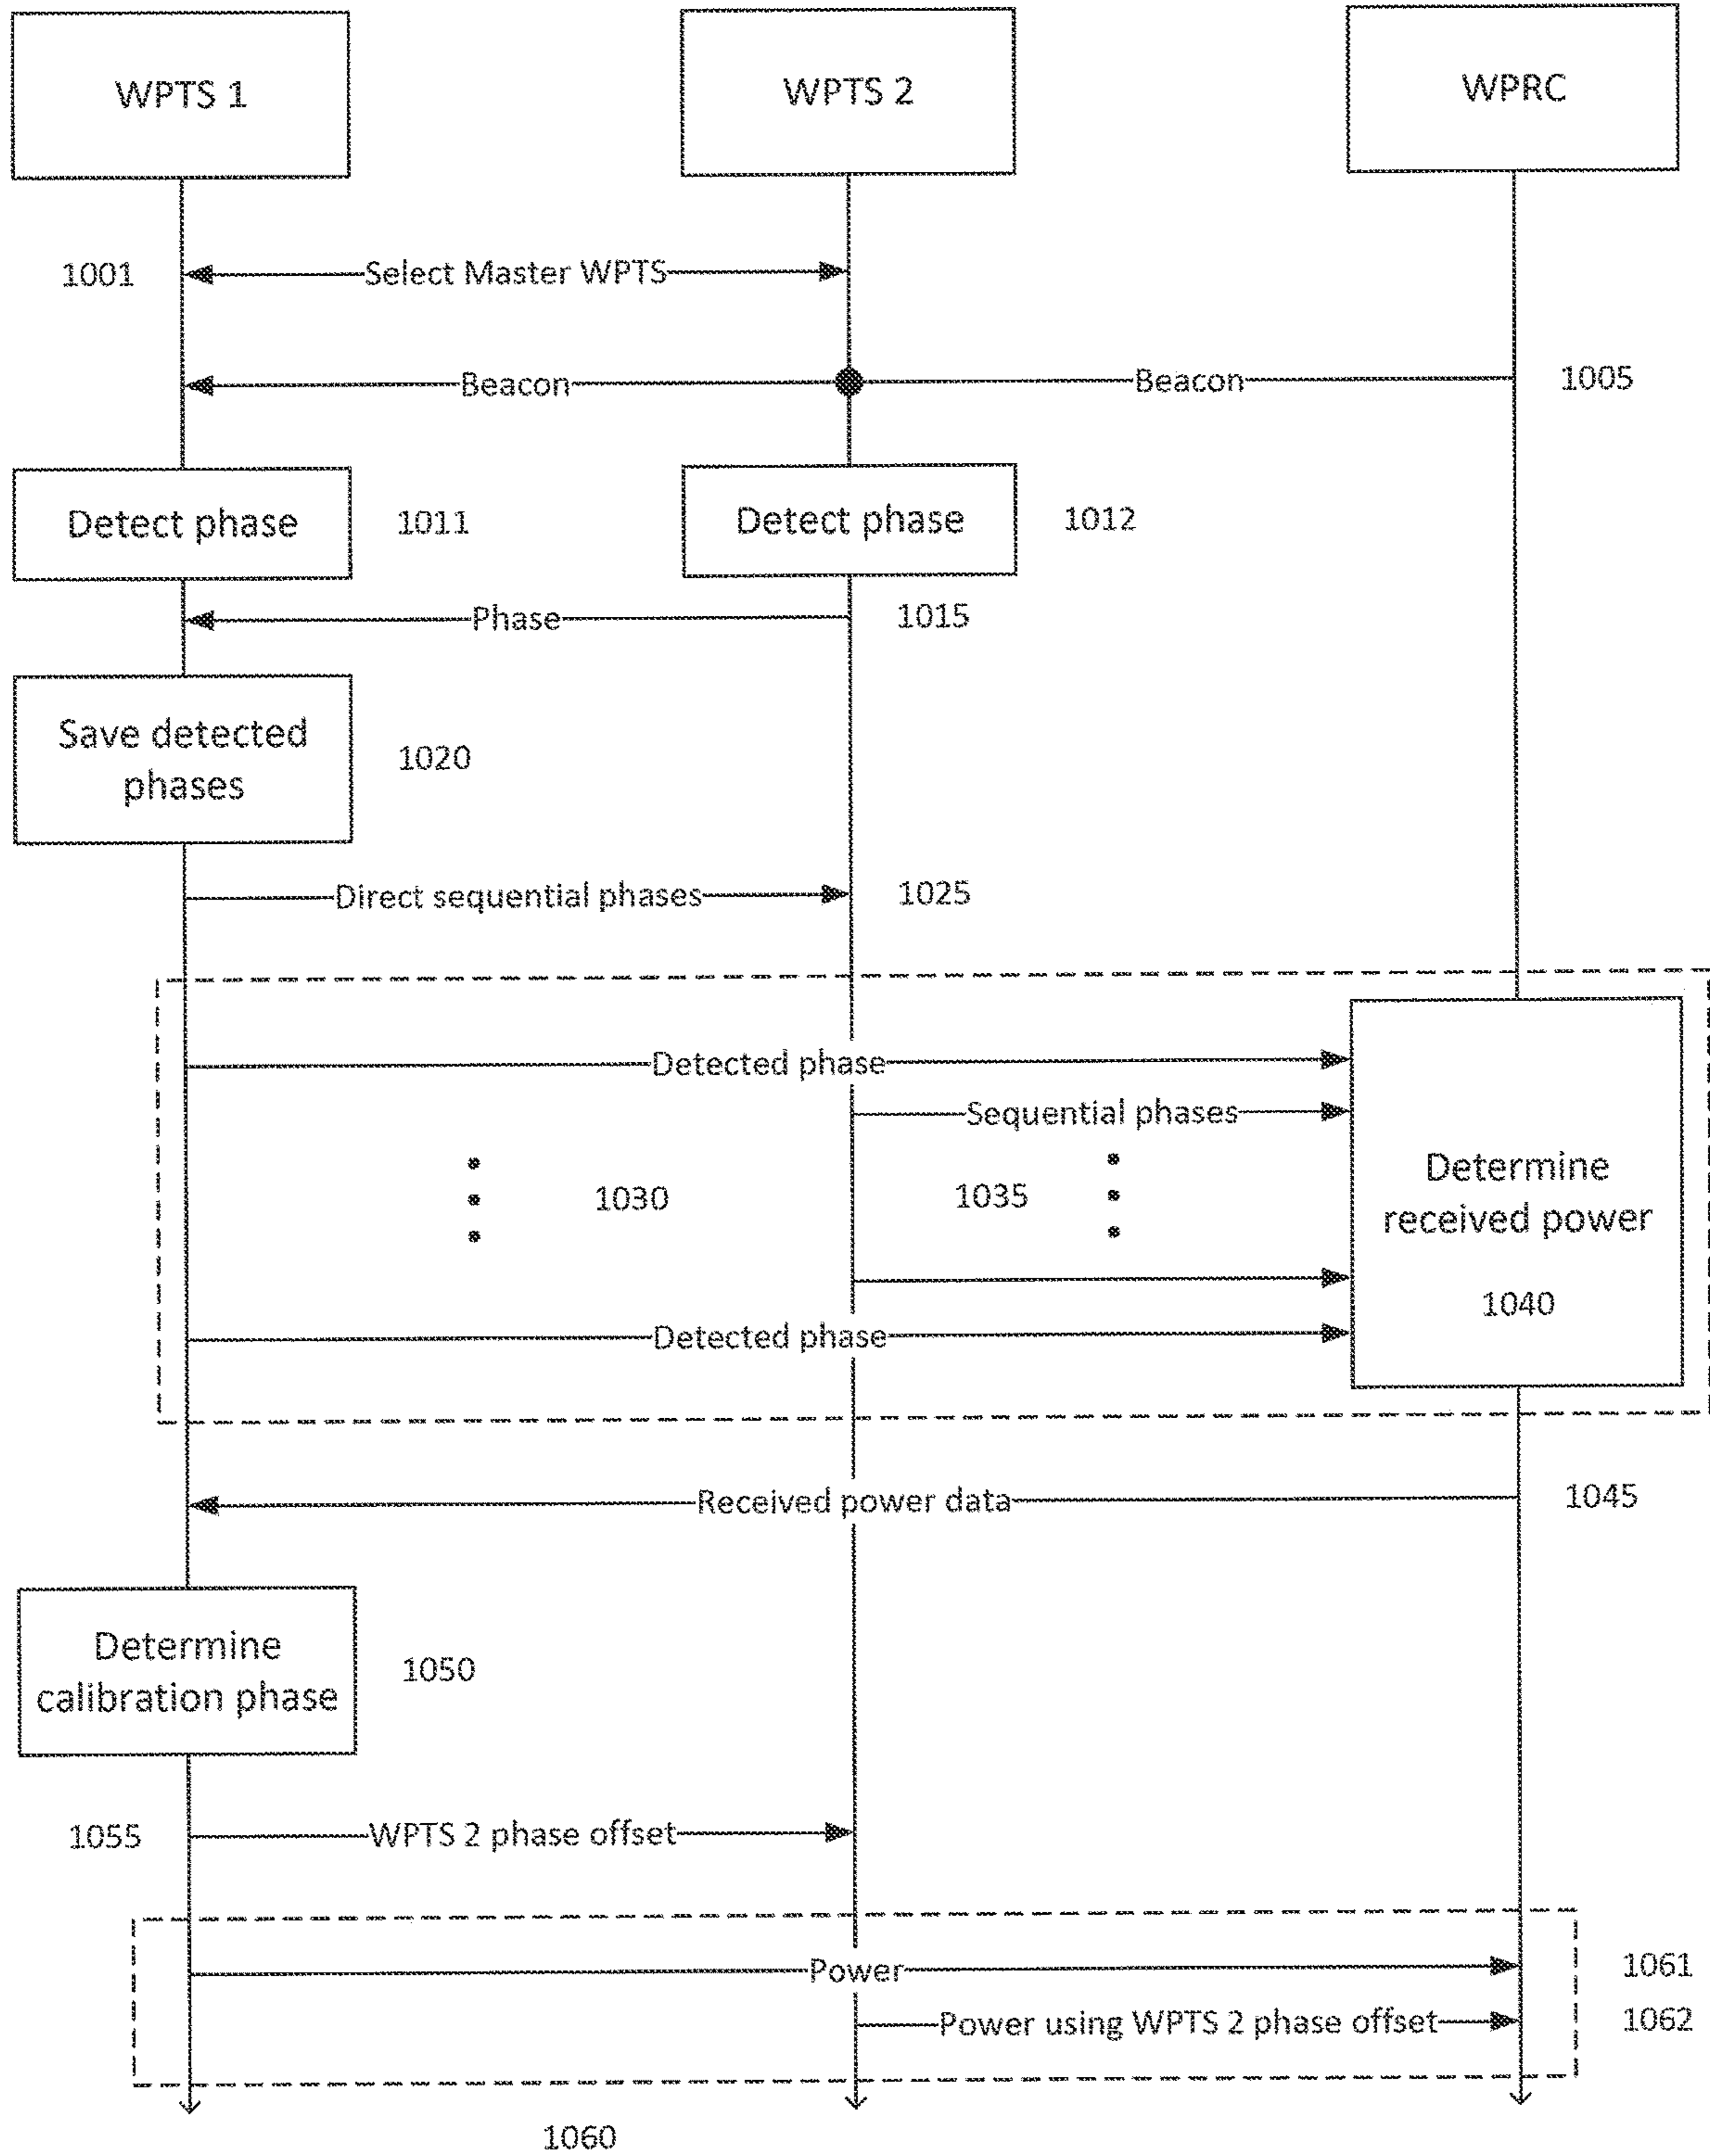 WPTS 1
WPTS 2
WPRC
1001
Select Master WPTS
Beacon
Beacon
1005
Detect phase
1011
Detect phase
1012
Phase
1015
Save detected
phases
1020
Direct sequential phases
1025
Detected phase
Sequential phases
1030
1035
Determine
received power
1040
Detected phase
Received power data
1045
Determine
calibration phase
1050
1055
WPTS 2 phase offset
Power
1061
Power using WPTS 2 phase offset
1062
1060